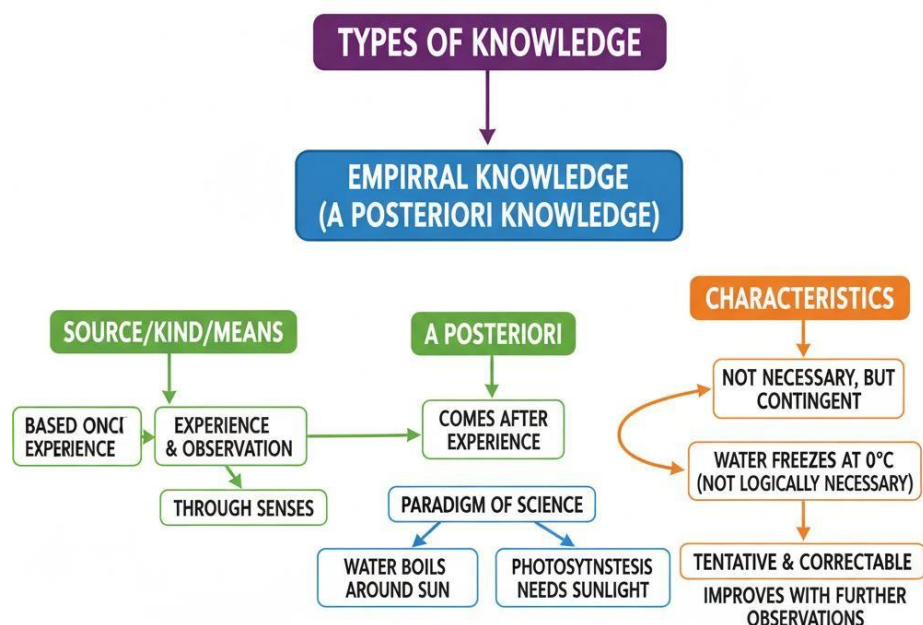 TYPES OF KNOWLEDGE
EMPIRRAL KNOWLEDGE
(A POSTERIORI KNOWLEDGE)
SOURCE/KIND/MEANS
BASED ONCI
EXPERIENCE
EXPERIENCE
& OBSERVATION
THROUGH SENSES
A POSTERIORI
COMES AFTER
EXPERIENCE
PARADIGM OF SCIENCE
WATER BOILS
AROUND SUN
PHOTOSYTNSTESIS
NEEDS SUNLIGHT
CHARACTERISTICS
NOT NECESSARY, BUT
CONTINGENT
WATER FREEZES AT 0°C
(NOT LOGICALLY NECESSARY)
TENTATIVE & CORRECTABLE
IMPROVES WITH FURTHER
OBSERVATIONS